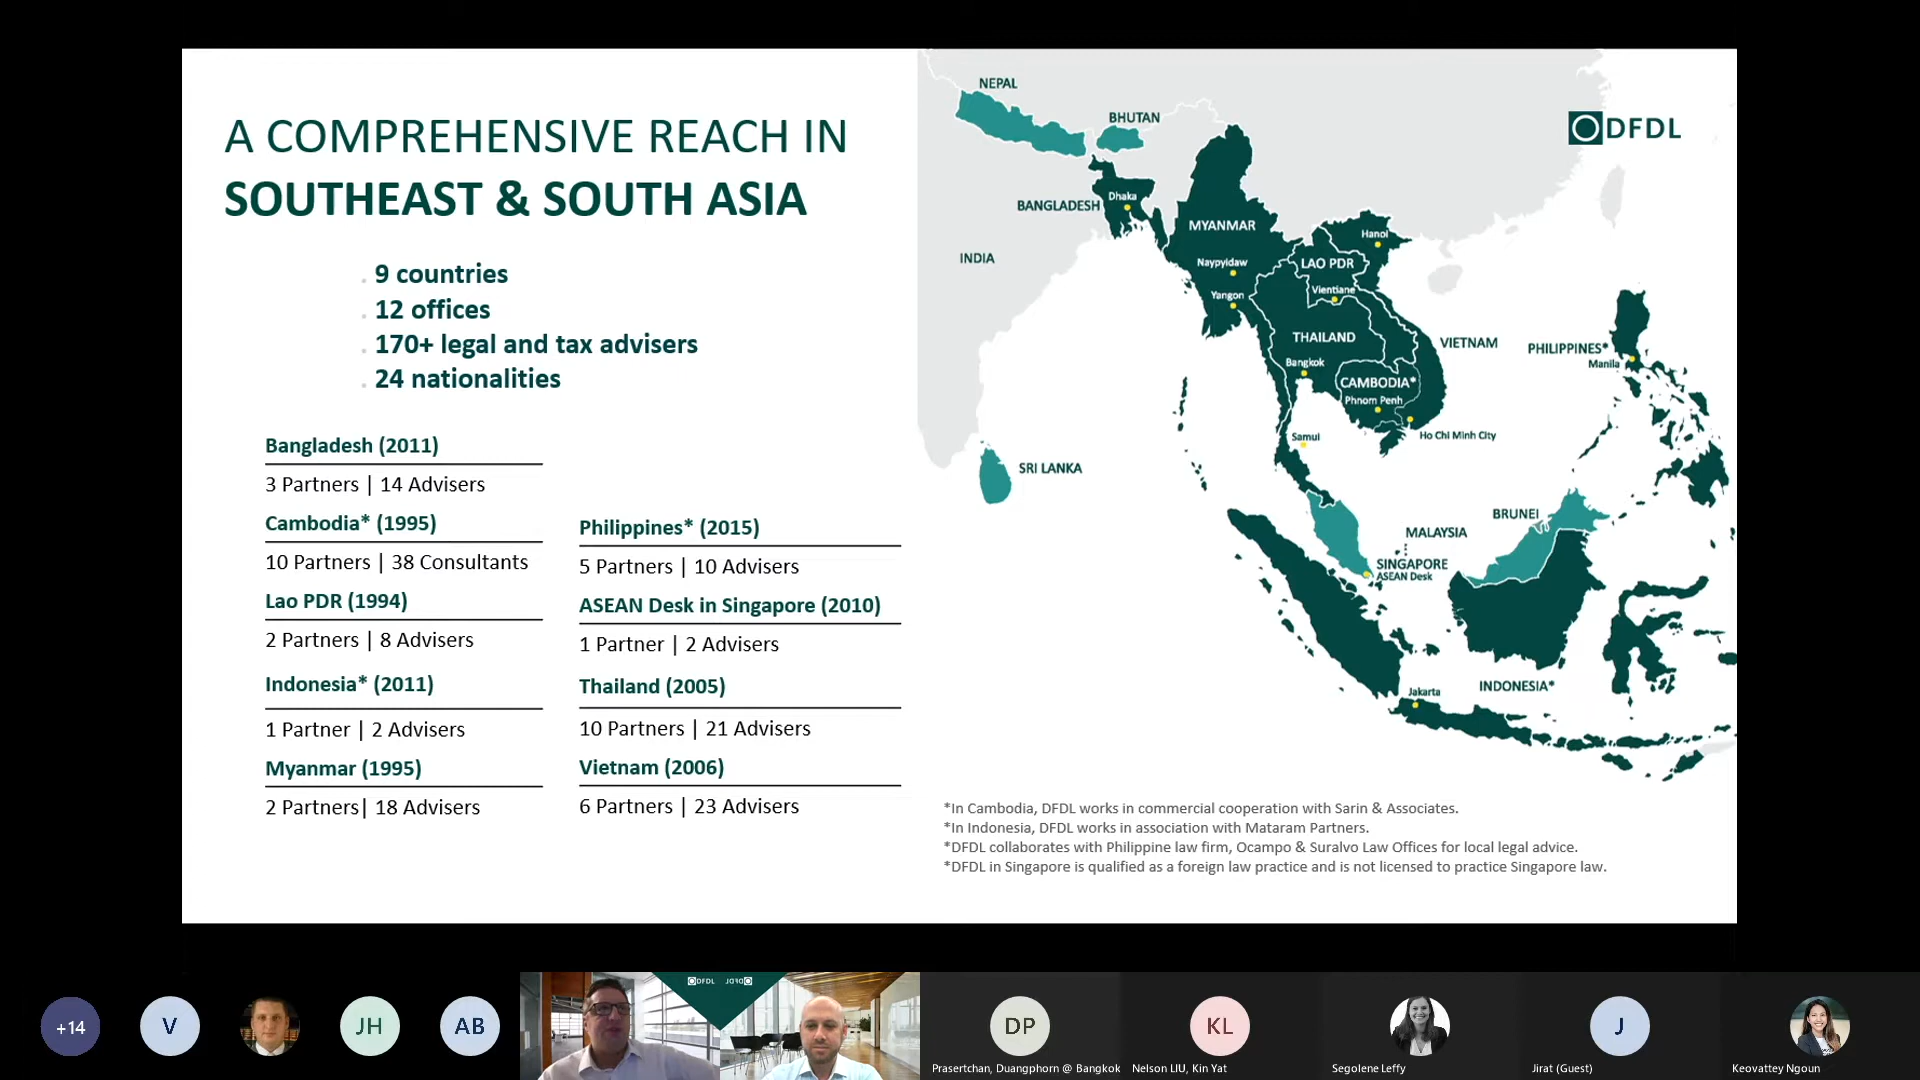 A COMPREHENSIVE REACH IN
SOUTHEAST & SOUTH ASIA
. 9 countries
. 12 offices
. 170+ legal and tax advisers
. 24 nationalities
Bangladesh (2011)
3 Partners | 14 Advisers
Cambodia* (1995)
10 Partners | 38 Consultants
Lao PDR (1994)
2 Partners | 8 Advisers
Indonesia* (2011)
1 Partner | 2 Advisers
Myanmar (1995)
2 Partners| 18 Advisers
Philippines* (2015)
5 Partners | 10 Advisers
ASEAN Desk in Singapore (2010)
1 Partner | 2 Advisers
Thailand (2005)
10 Partners | 21 Advisers
Vietnam (2006)
6 Partners | 23 Advisers
DFDL
NEPAL
BHUTAN
Dhaka
BANGLADESH
MYANMAR
Hanoi
INDIA
Naypyidaw
LAO PDR
Yangon
Vientiane
THAILAND
VIETNAM
PHILIPPINES*
Manila
Bangkok
CAMBODIA*
Phnom Penh
Ho Chi Minh City
Samui
SRI LANKA
BRUNEI
MALAYSIA
SINGAPORE
ASEAN Desk
INDONESIA*
Jakarta
*In Cambodia, DFDL works in commercial cooperation with Sarin & Associates.
*In Indonesia, DFDL works in association with Mataram Partners.
*DFDL collaborates with Philippine law firm, Ocampo & Suralvo Law Offices for local legal advice.
*DFDL in Singapore is qualified as a foreign law practice and is not licensed to practice Singapore law.
+14
V
JH
AB
DFDL
DFDL
DP
Prasertchan, Duangphorn @ Bangkok
KL
Nelson LIU, Kin Yat
Segolene Leffy
J
Jirat (Guest)
Keovattey Ngoun